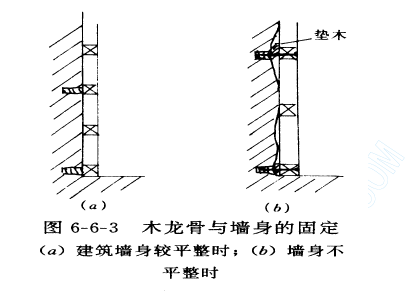 垫木
(a)
(b)
图 6-6-3 木龙骨与墙身的固定
(a) 建筑墙身较平整时；(b) 墙身不
平整时